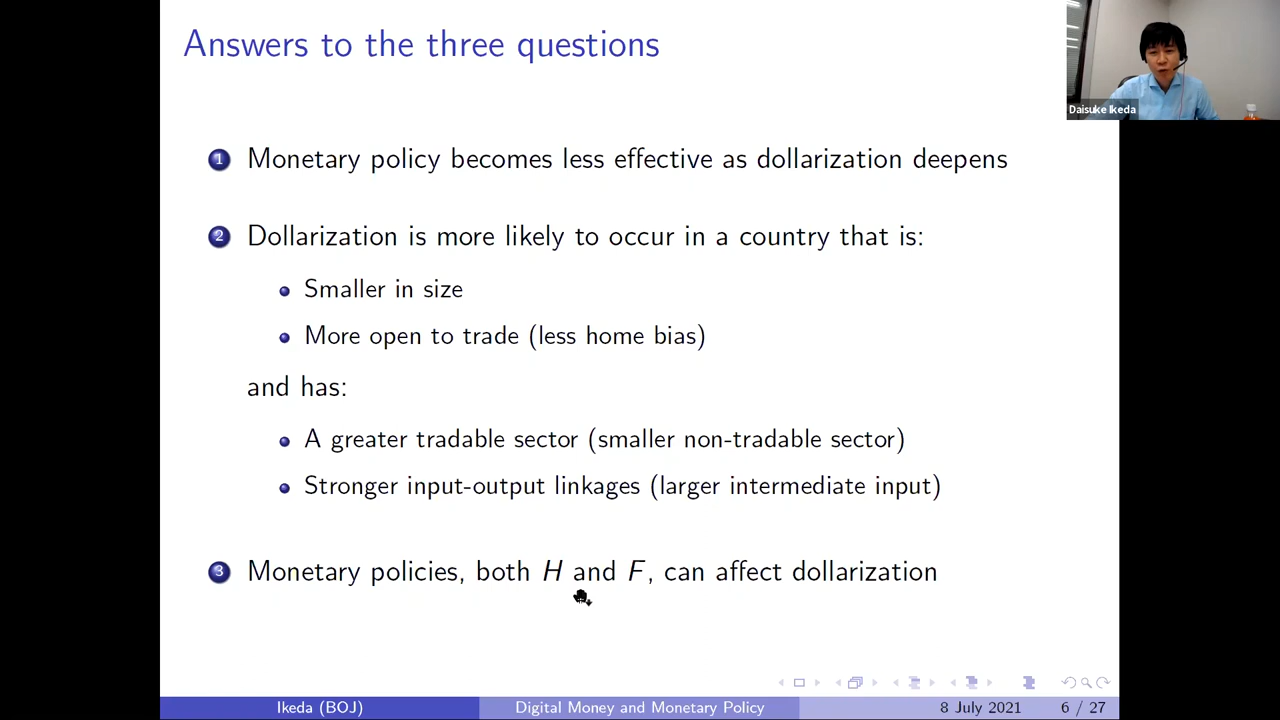 Answers to the three questions
Daisuke Ikeda
1 Monetary policy becomes less effective as dollarization deepens
2 Dollarization is more likely to occur in a country that is:
Smaller in size
More open to trade (less home bias)
and has:
A greater tradable sector (smaller non-tradable sector)
Stronger input-output linkages (larger intermediate input)
3 Monetary policies, both H and F, can affect dollarization
Ikeda (BOJ) Digital Money and Monetary Policy 8 July 2021 6 / 27